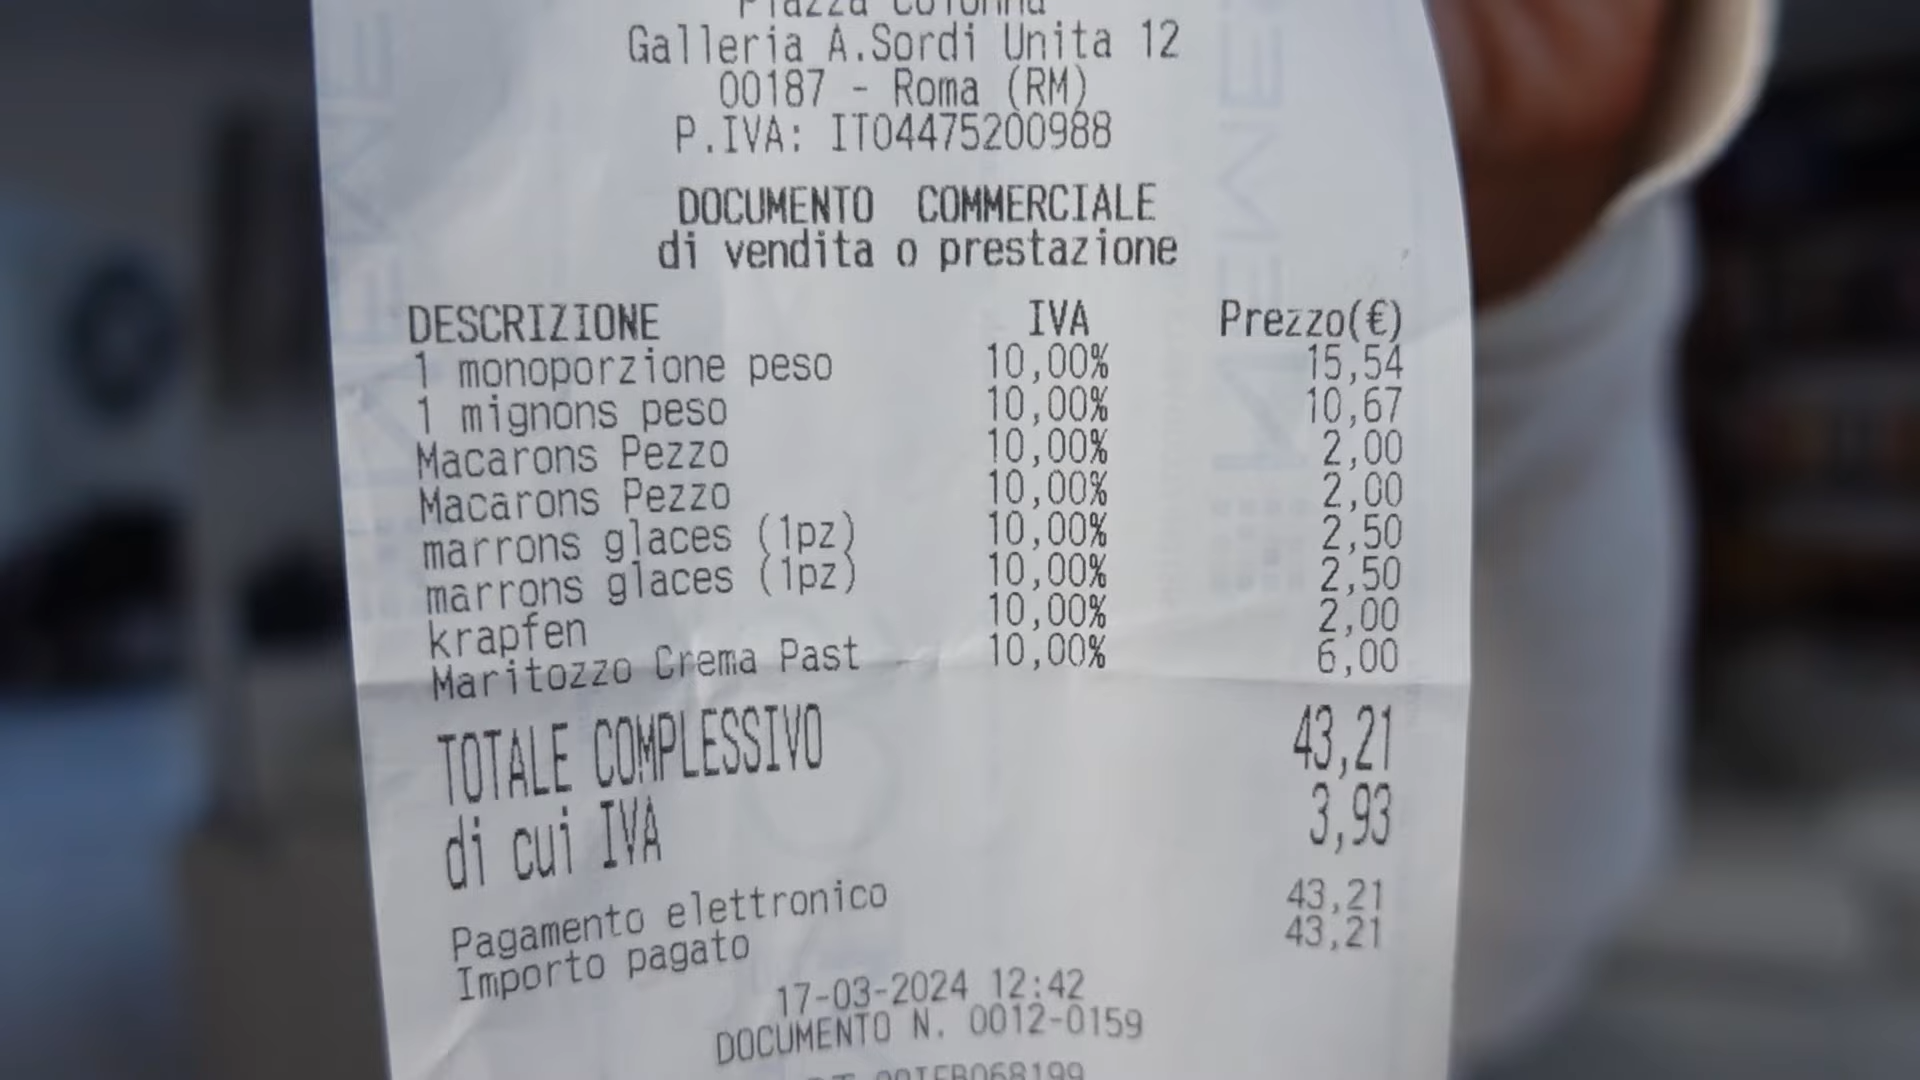 Piazza Colonna
Galleria A.Sordi Unita 12
00187 - Roma (RM)
P.IVA: IT04475200988
DOCUMENTO COMMERCIALE
di vendita o prestazione
DESCRIZIONE IVA Prezzo(€)
1 monoporzione peso 10,00% 15,54
1 mignons peso 10,00% 10,67
Macarons Pezzo 10,00% 2,00
Macarons Pezzo 10,00% 2,00
marrons glaces (1pz) 10,00% 2,50
marrons glaces (1pz) 10,00% 2,50
krapfen 10,00% 2,00
Maritozzo Crema Past 10,00% 6,00
TOTALE COMPLESSIVO 43,21
di cui IVA 3,93
Pagamento elettronico 43,21
Importo pagato 43,21
17-03-2024 12:42
DOCUMENTO N. 0012-0159